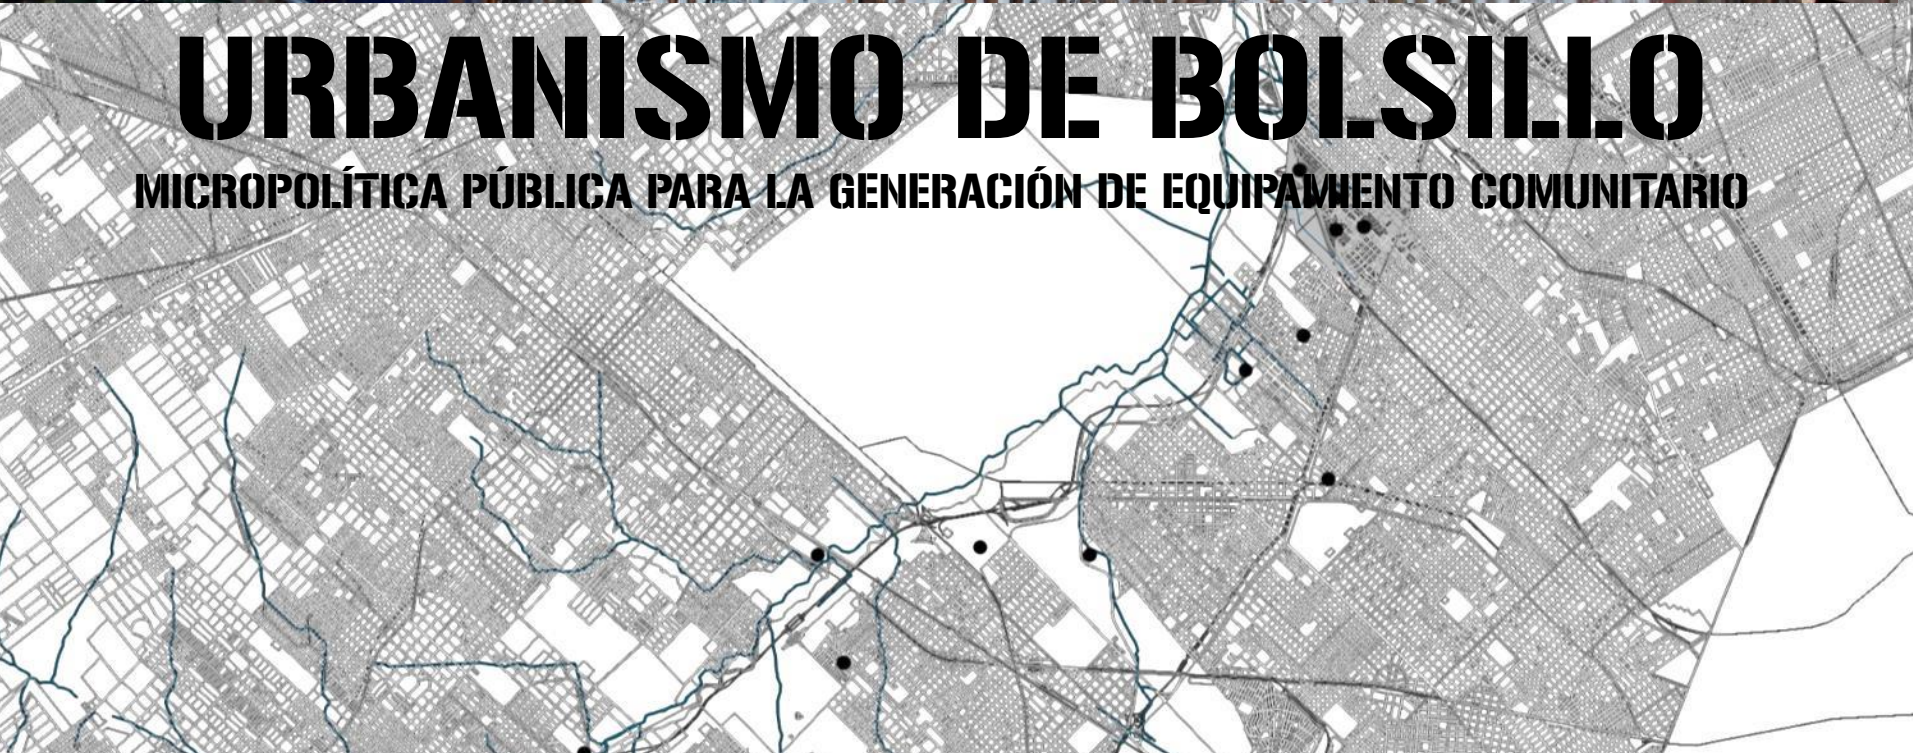 URBANISMO DE BOLSILLO
MICROPOLÍTICA PÚBLICA PARA LA GENERACIÓN DE EQUIPAMIENTO COMUNITARIO